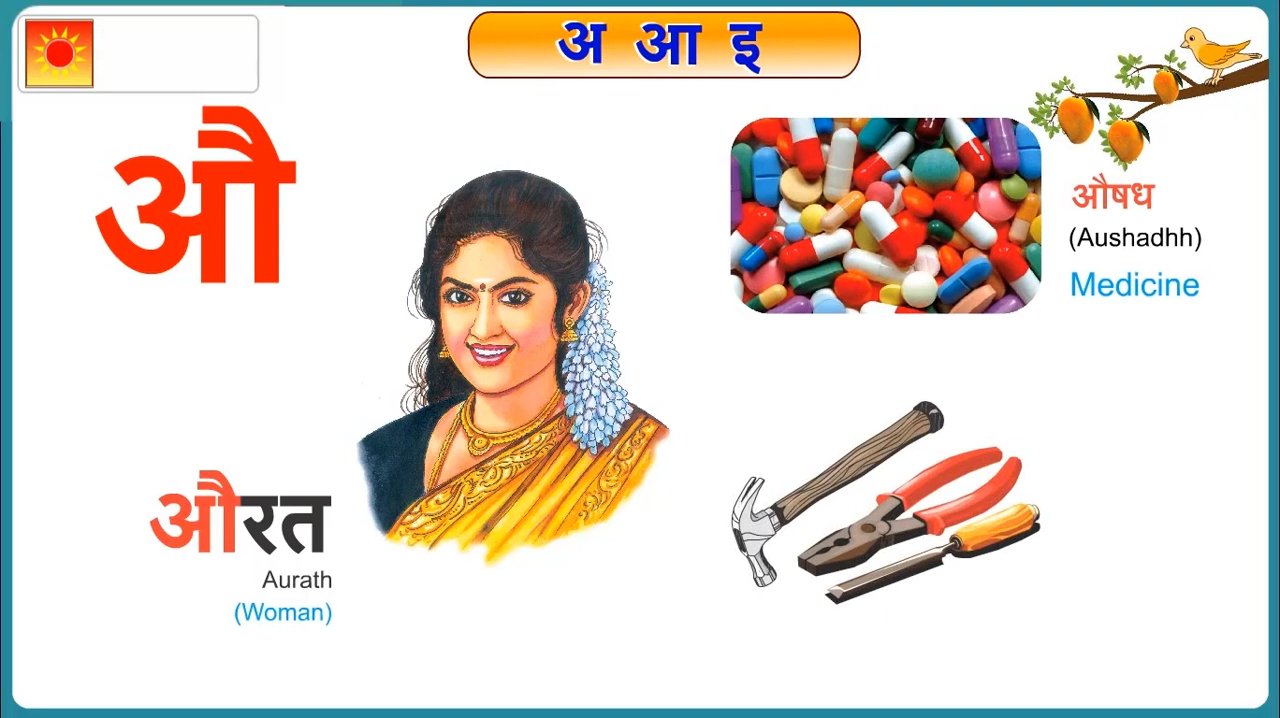 अ आ इ
औ
औषध
(Aushadhh)
Medicine
औरत
Aurath
(Woman)